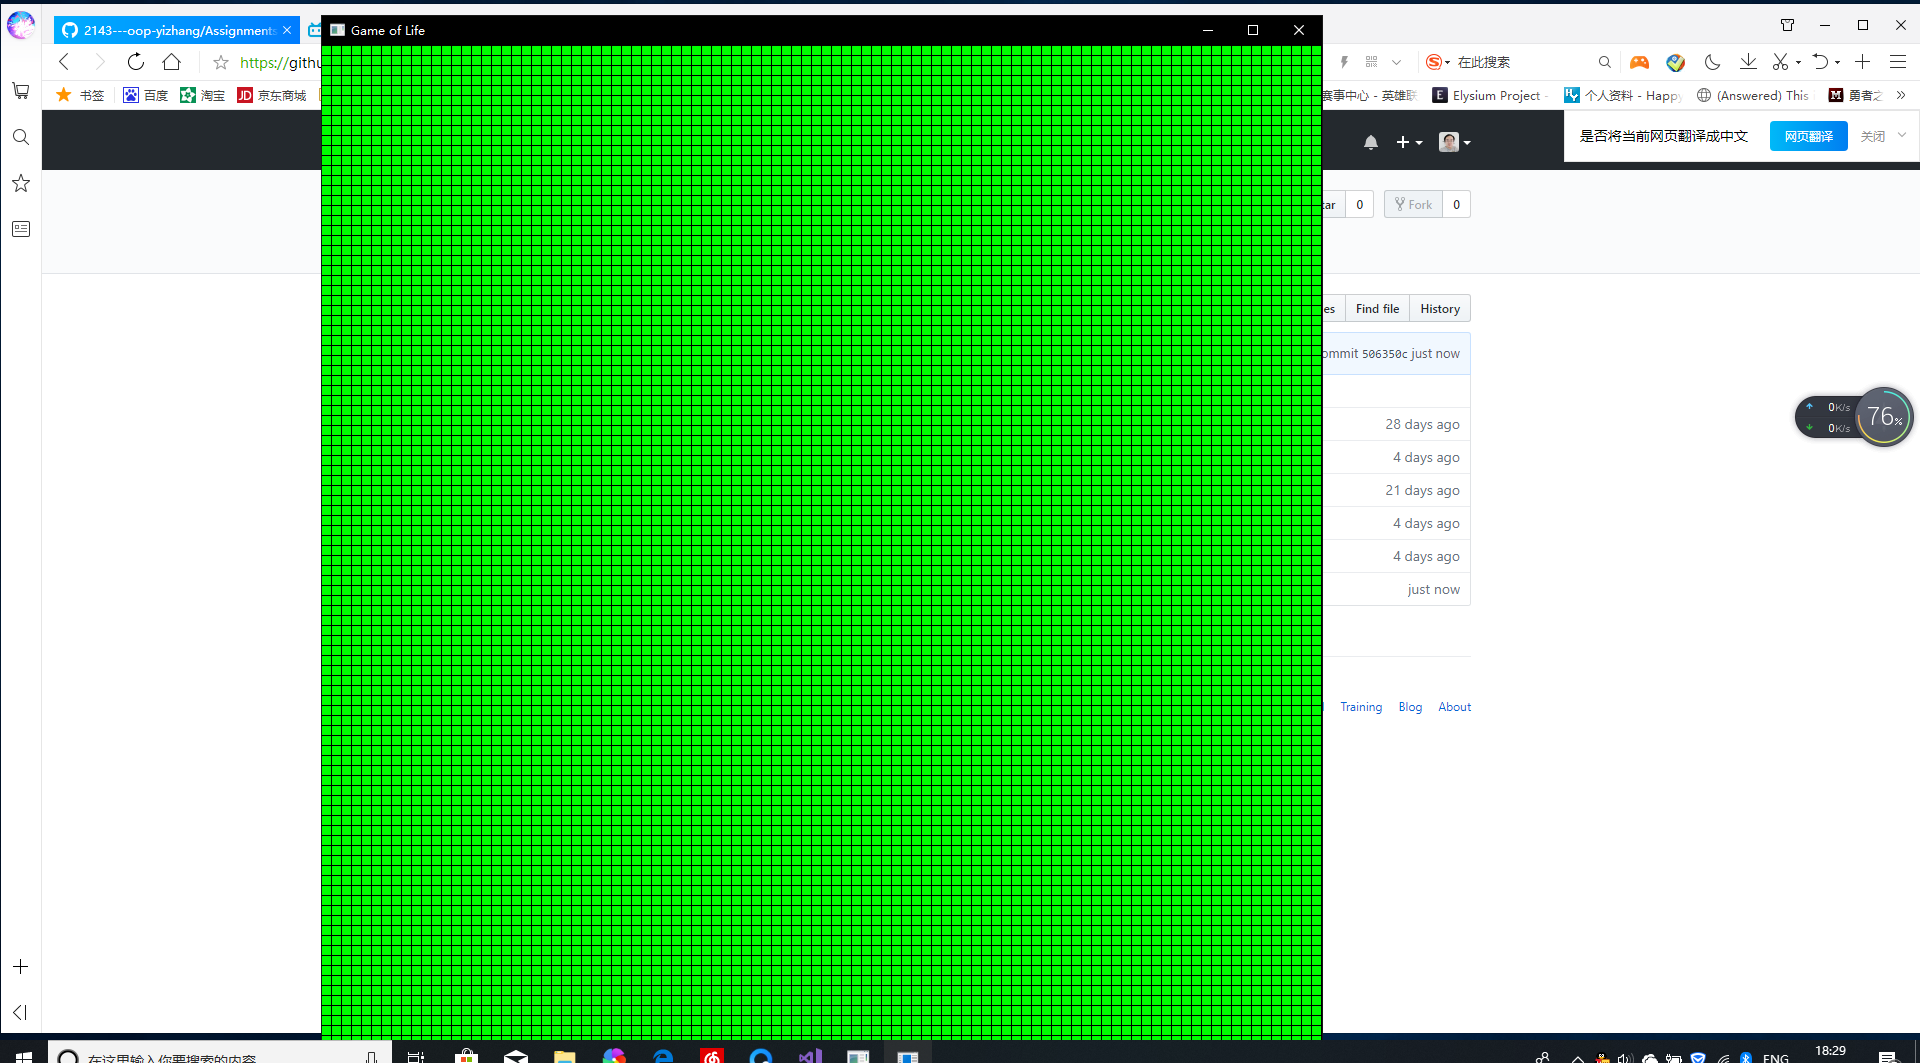 2143---oop-yizhang/Assignments
Game of Life
https://githu
在此搜索
书签
百度
淘宝
JD 京东商城
赛事中心 - 英雄联
E Elysium Project -
个人资料 - Happy
(Answered) This
M 勇者之
是否将当前网页翻译成中文
网页翻译
关闭
tar 0
Fork 0
es
Find file
History
ommit 506350c just now
28 days ago
4 days ago
21 days ago
4 days ago
4 days ago
just now
Training
Blog
About
0K/s
0K/s
76%
在这里输入你要搜索的内容
ENG
18:29